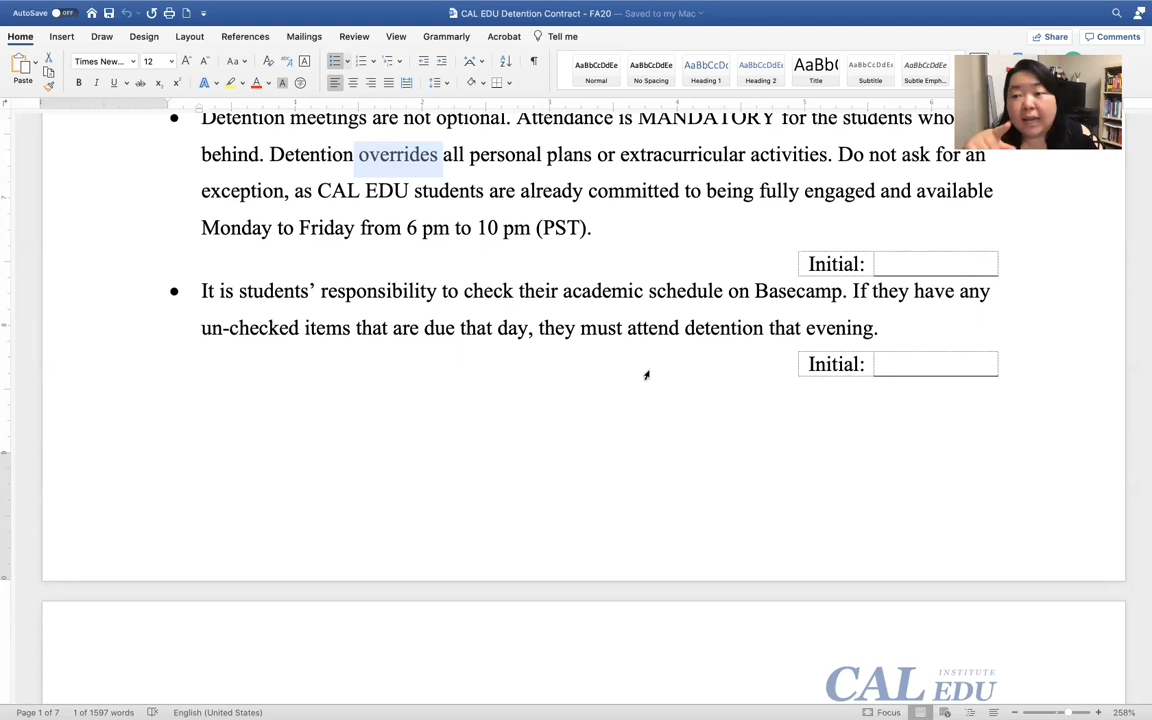 AutoSave
OFF
CAL EDU Detention Contract - FA20 — Saved to my Mac
Home
Insert
Draw
Design
Layout
References
Mailings
Review
View
Grammarly
Acrobat
Tell me
Share
Comments
Paste
Times New...
12
AaBbCcDdEe
Normal
AaBbCcDdEe
No Spacing
AaBbCcDc
Heading 1
AaBbCcDdEe
Heading 2
AaBb(
Title
AaBbCcDdEe
Subtitle
AaBbCcDdEe
Subtle Emph...
Detention meetings are not optional. Attendance is MANDATORY for the students who
behind. Detention overrides all personal plans or extracurricular activities. Do not ask for an
exception, as CAL EDU students are already committed to being fully engaged and available
Monday to Friday from 6 pm to 10 pm (PST).
Initial:
It is students’ responsibility to check their academic schedule on Basecamp. If they have any
un-checked items that are due that day, they must attend detention that evening.
Initial:
INSTITUTE
CAL EDU
Page 1 of 7
1 of 1597 words
English (United States)
Focus
258%